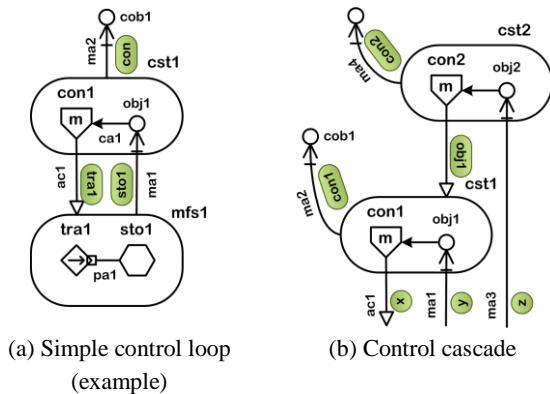 cob1
ma2
con
cst1
con1
m
obj1
ca1
ac1
tra1
sto1
ma1
mfs1
tra1
sto1
pa1
(a) Simple control loop
(example)
cst2
con2
ma4
con2
m
obj2
cob1
obj1
cst1
con1
ma2
con1
m
obj1
ac1
x
ma1
y
ma3
z
(b) Control cascade